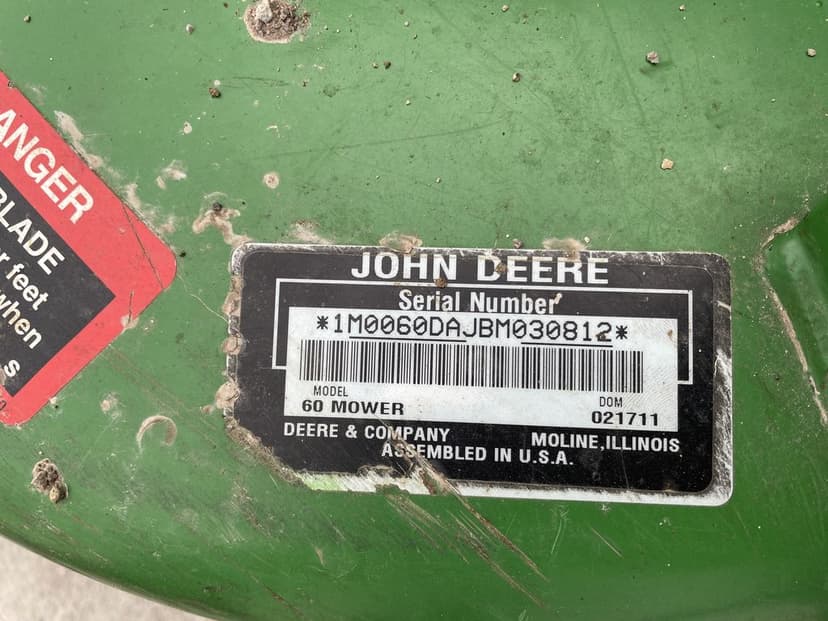 ANGER
BLADE
feet
when
s
JOHN DEERE
Serial Number
*1M0060DAJBM030812*
MODEL
60 MOWER
DOM
021711
DEERE & COMPANY
MOLINE, ILLINOIS
ASSEMBLED IN U.S.A.